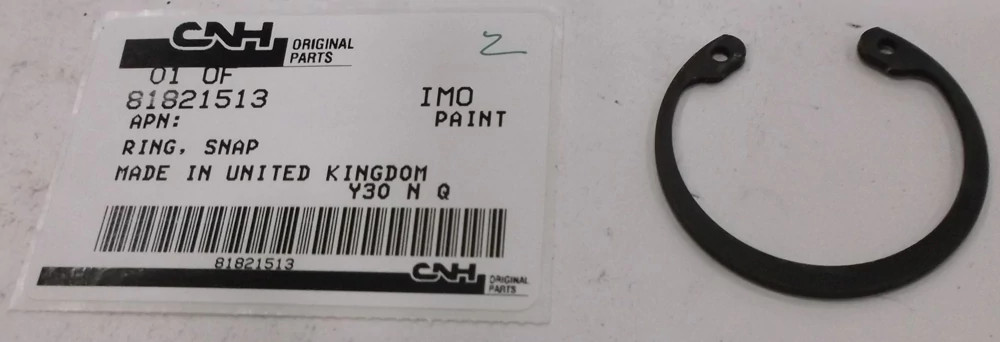 CNH ORIGINAL PARTS
2
01 OF
81821513 IMO
APN: PAINT
RING, SNAP
MADE IN UNITED KINGDOM
Y30 N Q
81821513
CNH ORIGINAL PARTS